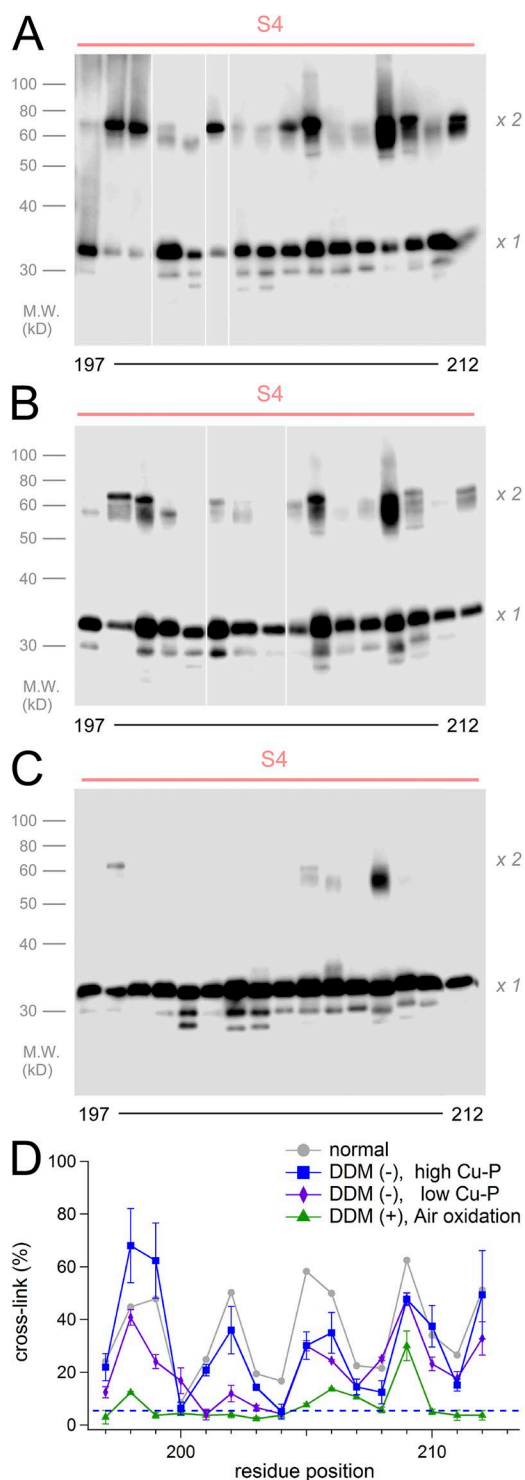 A
S4
100
80
60
50
40
30
x 2
x 1
M.W.
(kD)
197 212
B
S4
100
80
60
50
40
30
x 2
x 1
M.W.
(kD)
197 212
C
S4
100
80
60
50
40
30
x 2
x 1
M.W.
(kD)
197 212
D
normal
DDM (-), high Cu-P
DDM (-), low Cu-P
DDM (+), Air oxidation
100
80
60
40
20
0
cross-link (%)
200 210
residue position